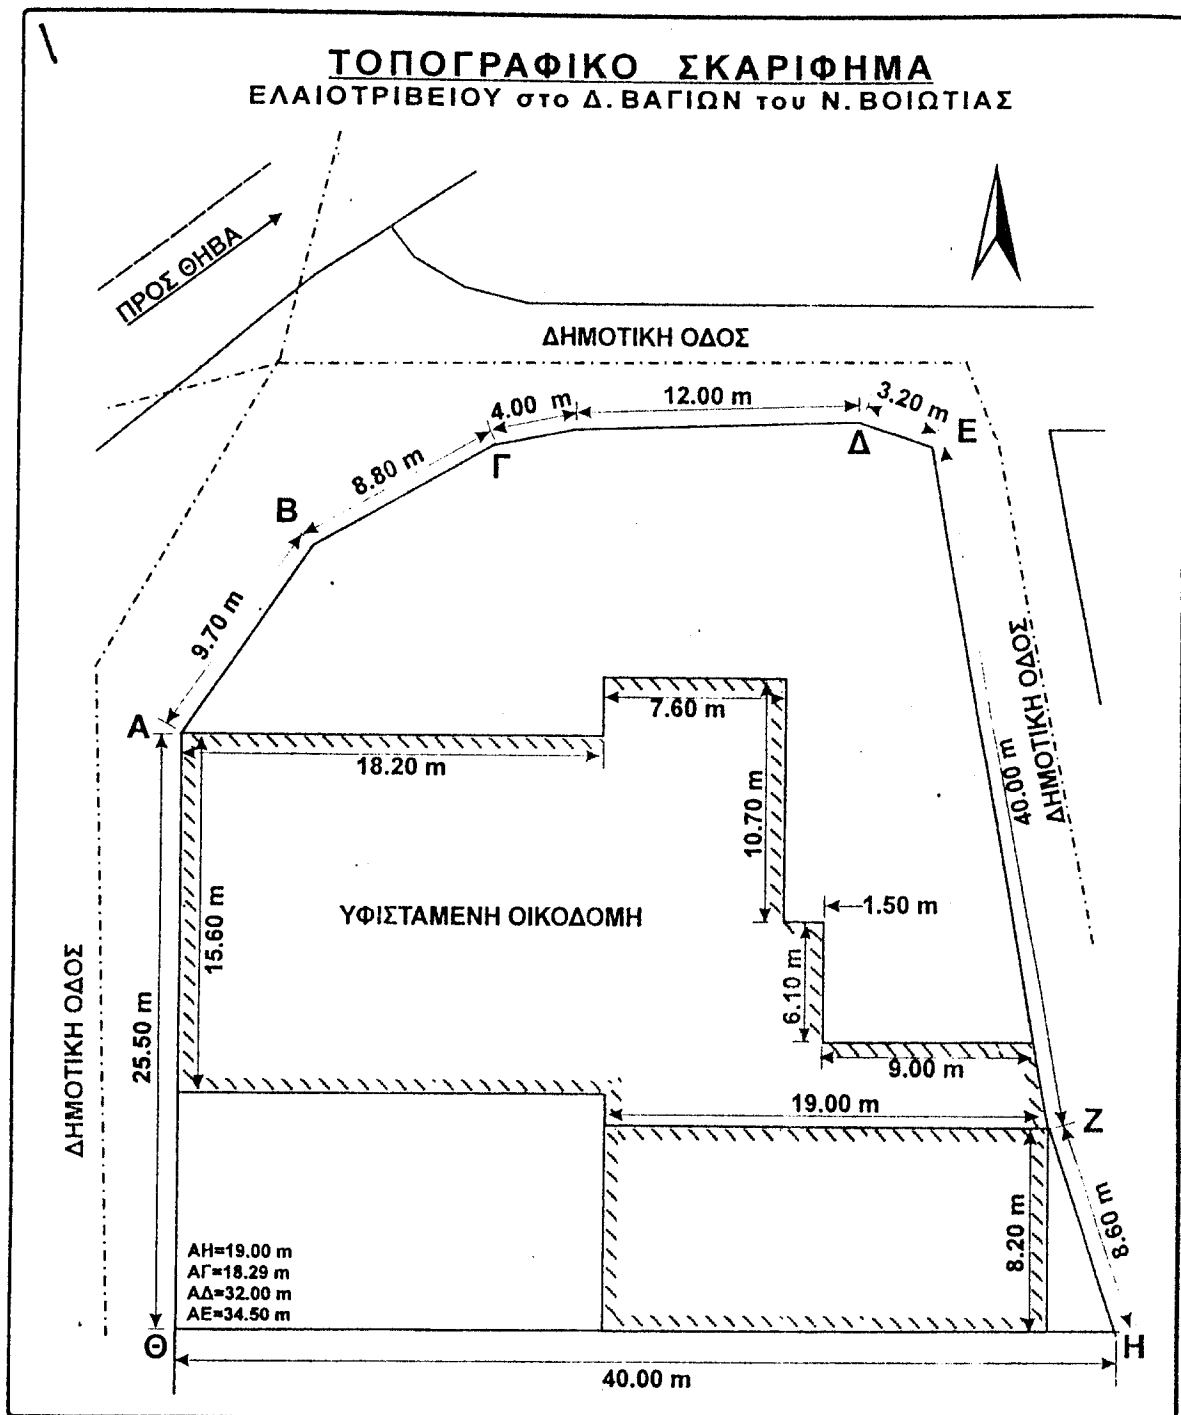 ΤΟΠΟΓΡΑΦΙΚΟ ΣΚΑΡΙΦΗΜΑ
ΕΛΑΙΟΤΡΙΒΕΙΟΥ στο Δ. ΒΑΓΙΩΝ του Ν. ΒΟΙΩΤΙΑΣ
ΠΡΟΣ ΘΗΒΑ
ΔΗΜΟΤΙΚΗ ΟΔΟΣ
4.00 m
12.00 m
3.20 m
Ε
Δ
Γ
8.80 m
Β
9.70 m
Α
7.60 m
18.20 m
40.00 m
ΔΗΜΟΤΙΚΗ ΟΔΟΣ
10.70 m
ΥΦΙΣΤΑΜΕΝΗ ΟΙΚΟΔΟΜΗ
1.50 m
15.60 m
6.10 m
25.50 m
ΔΗΜΟΤΙΚΗ ΟΔΟΣ
9.00 m
19.00 m
Ζ
8.20 m
8.60 m
ΑΗ=19.00 m
ΑΓ=18.29 m
ΑΔ=32.00 m
ΑΕ=34.50 m
Θ
Η
40.00 m